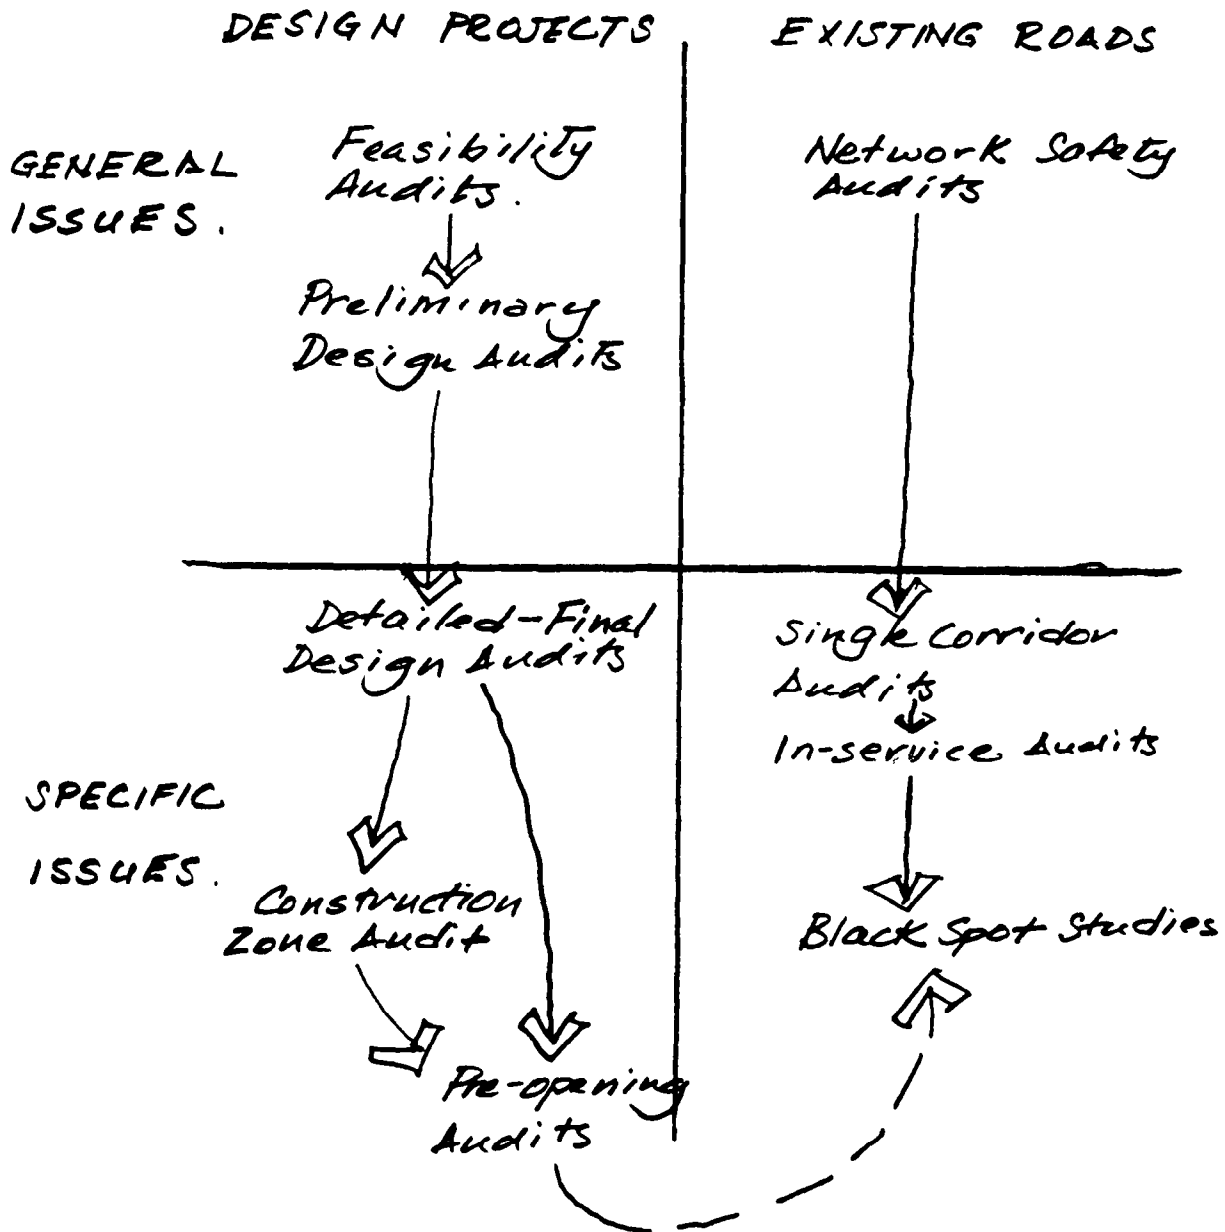 DESIGN PROJECTS
EXISTING ROADS
GENERAL
ISSUES.
Feasibility
Audits.
Preliminary
Design Audits
Network Safety
Audits
SPECIFIC
ISSUES.
Detailed-Final
Design Audits
Construction
Zone Audit
Pre-opening
Audits
Single Corridor
Audits
In-service Audits
Black Spot Studies